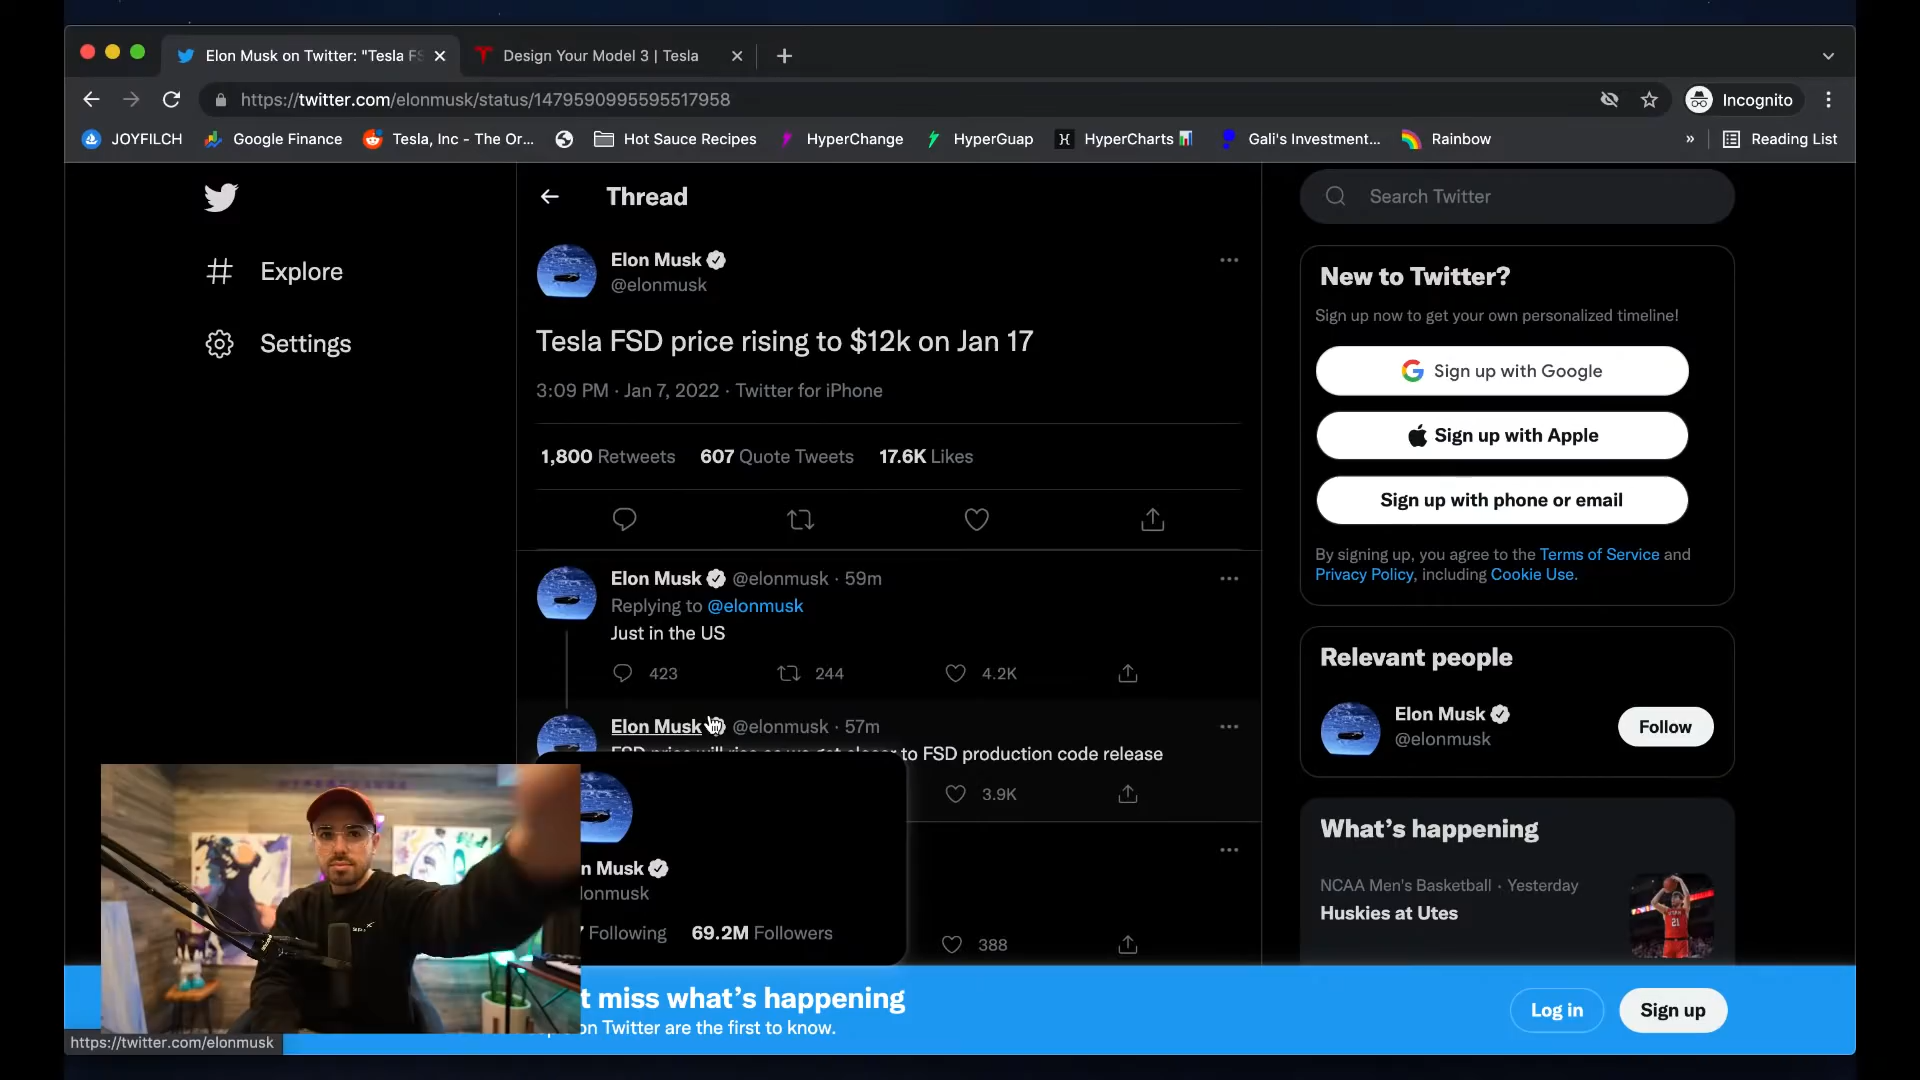 Elon Musk on Twitter: "Tesla FS
Design Your Model 3 | Tesla
https://twitter.com/elonmusk/status/1479590995595517958
Incognito
JOYFILCH
Google Finance
Tesla, Inc - The Or...
Hot Sauce Recipes
HyperChange
HyperGuap
HyperCharts
Gali's Investment...
Rainbow
»
Reading List
Explore
Settings
Thread
Elon Musk
@elonmusk
Tesla FSD price rising to $12k on Jan 17
3:09 PM · Jan 7, 2022 · Twitter for iPhone
1,800 Retweets 607 Quote Tweets 17.6K Likes
Elon Musk @elonmusk · 59m
Replying to @elonmusk
Just in the US
423 244 4.2K
Elon Musk @elonmusk · 57m
FSD price will rise as we get closer to FSD production code release
3.9K
n Musk
lonmusk
Following 69.2M Followers
388
Search Twitter
New to Twitter?
Sign up now to get your own personalized timeline!
Sign up with Google
Sign up with Apple
Sign up with phone or email
By signing up, you agree to the Terms of Service and
Privacy Policy, including Cookie Use.
Relevant people
Elon Musk
@elonmusk
Follow
What's happening
NCAA Men's Basketball · Yesterday
Huskies at Utes
t miss what's happening
on Twitter are the first to know.
Log in
Sign up
https://twitter.com/elonmusk